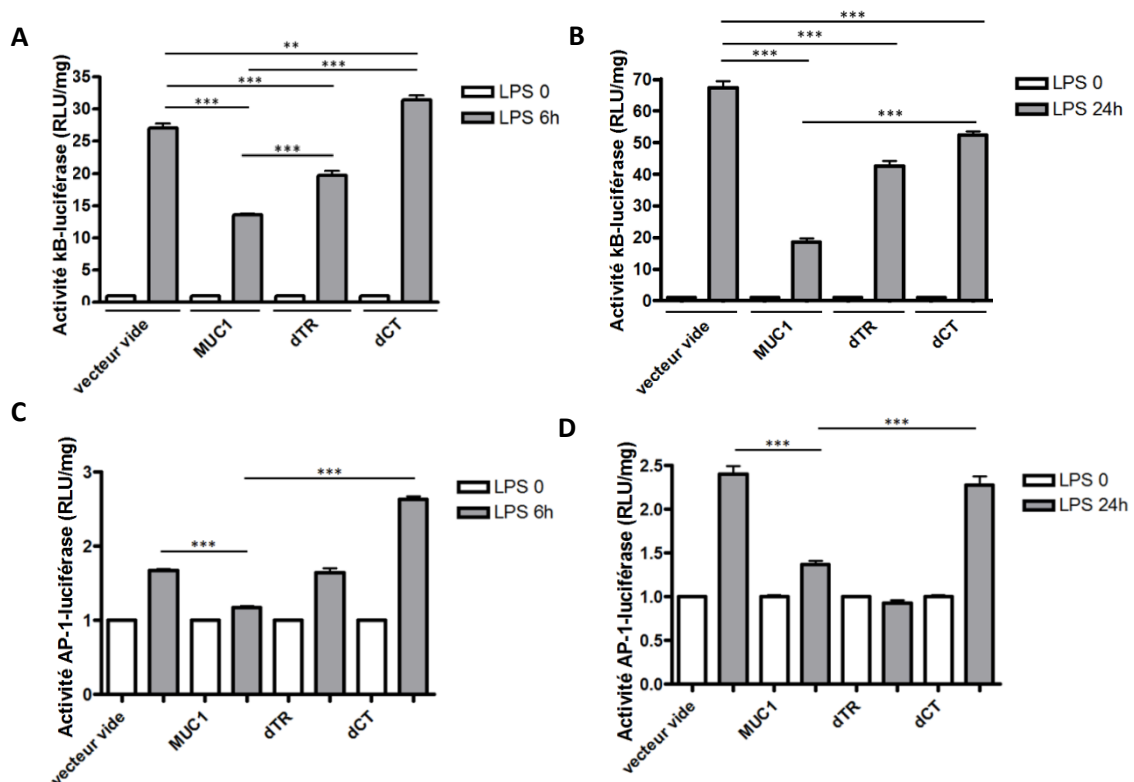 A
Activité kB-luciférase (RLU/mg)
35
30
25
20
15
10
5
0
**
***
***
***
***
LPS 0
LPS 6h
vecteur vide
MUC1
dTR
dCT
B
Activité kB-luciférase (RLU/mg)
70
60
50
40
30
20
10
0
***
***
***
***
LPS 0
LPS 24h
vecteur vide
MUC1
dTR
dCT
C
Activité AP-1-luciférase (RLU/mg)
3
2
1
0
***
***
LPS 0
LPS 6h
vecteur vide
MUC1
dTR
dCT
D
Activité AP-1-luciférase (RLU/mg)
2.5
2.0
1.5
1.0
0.5
0.0
***
***
LPS 0
LPS 24h
vecteur vide
MUC1
dTR
dCT